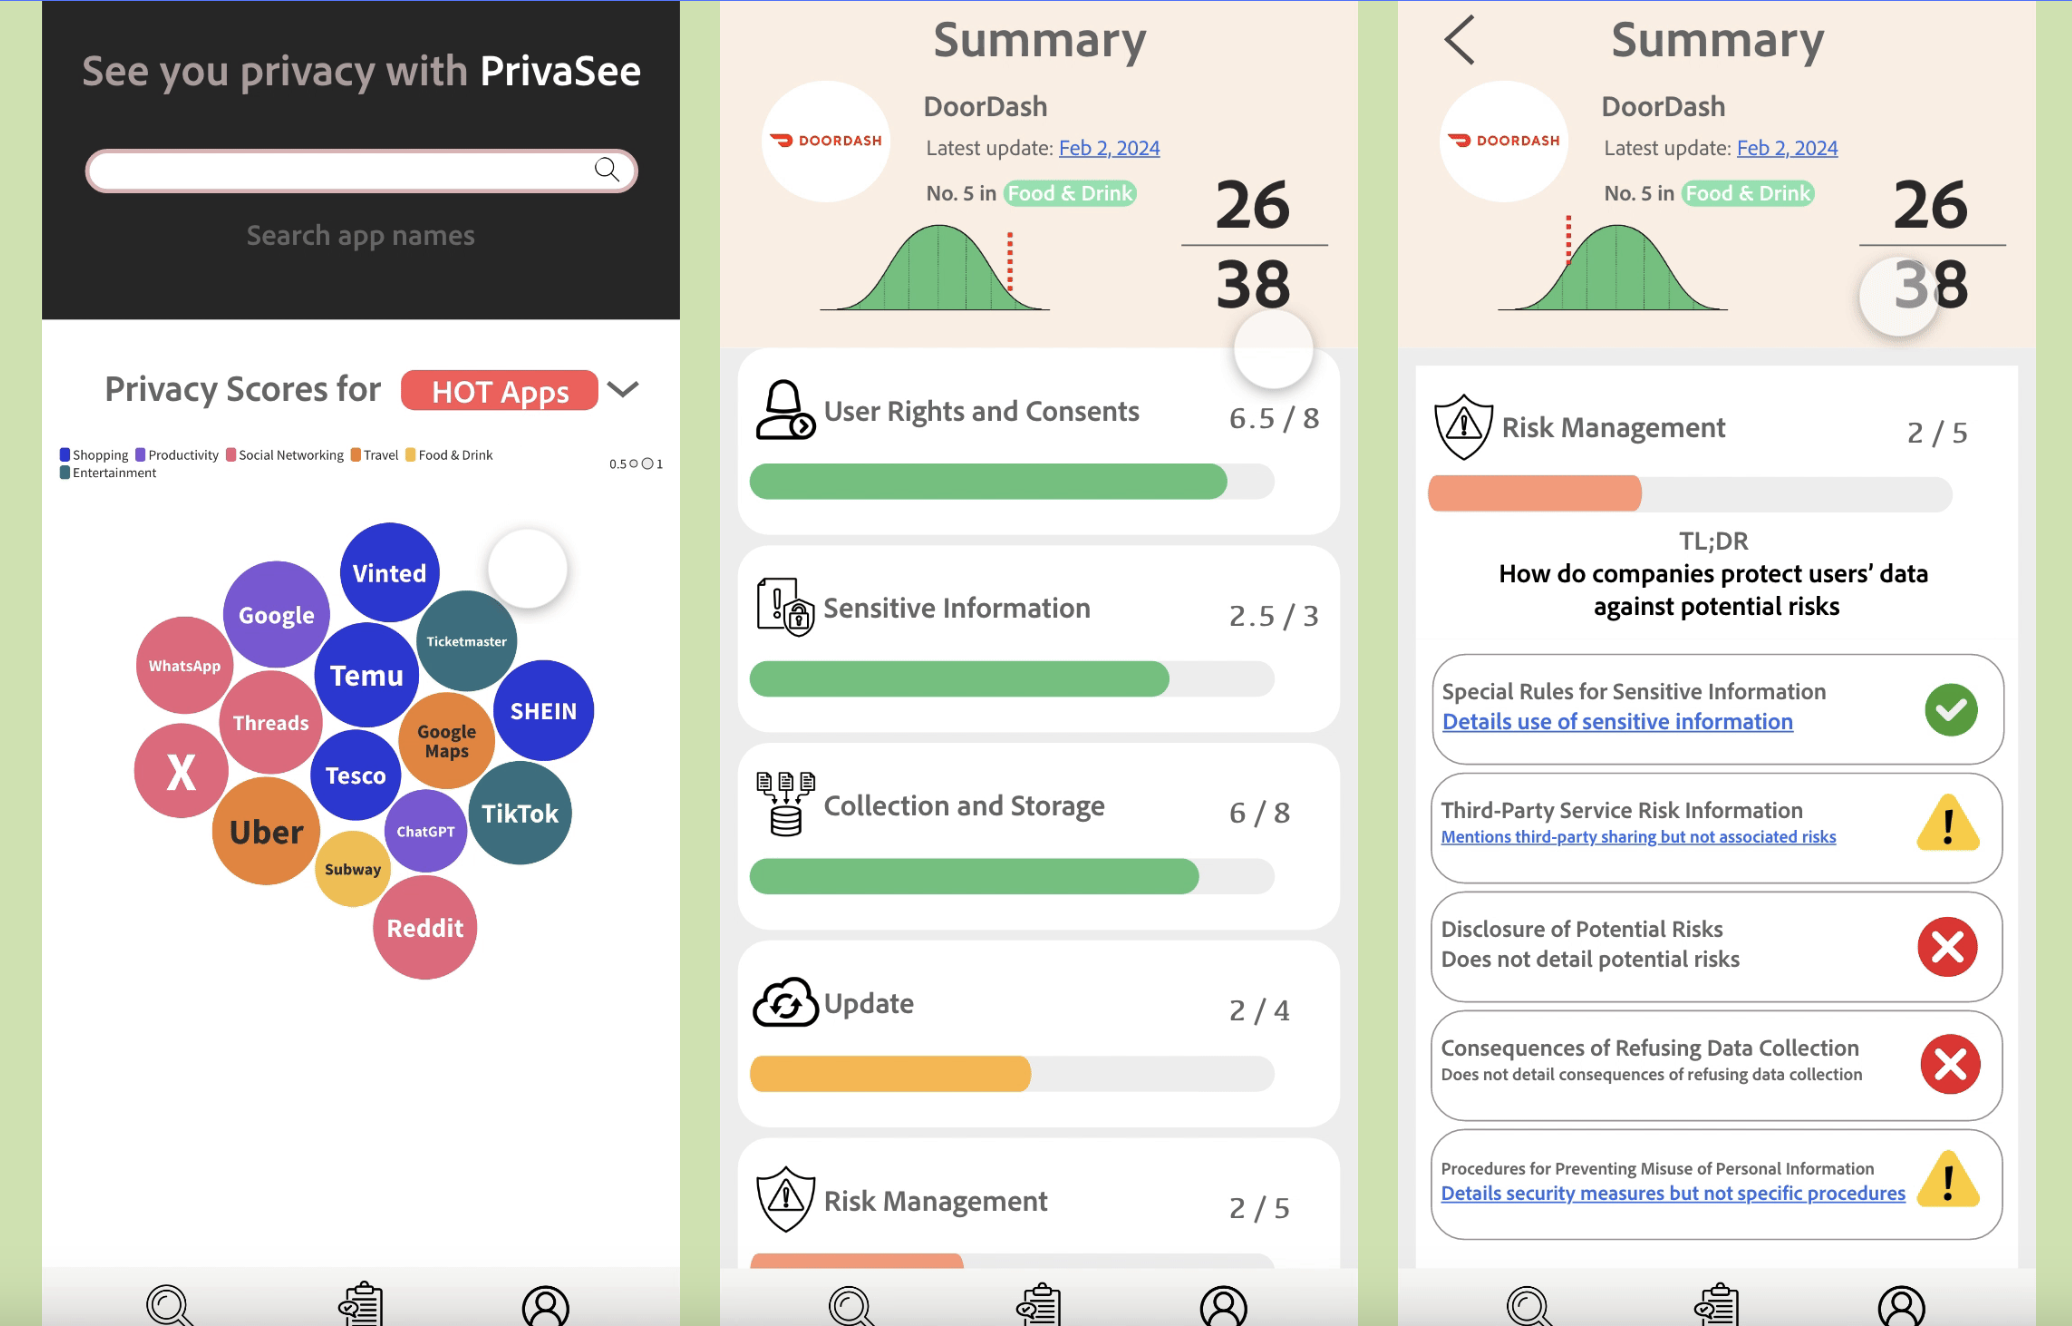 See you privacy with PrivaSee
Search app names
Privacy Scores for HOT Apps
Shopping Productivity Social Networking Travel Food & Drink
Entertainment
0.5 1
Vinted
Google
Ticketmaster
WhatsApp
Temu
SHEIN
Threads
Google
Maps
X
Tesco
TikTok
Uber
ChatGPT
Subway
Reddit
Summary
DOORDASH
DoorDash
Latest update: Feb 2, 2024
No. 5 in Food & Drink
26
38
User Rights and Consents 6.5 / 8
Sensitive Information 2.5 / 3
Collection and Storage 6 / 8
Update 2 / 4
Risk Management 2 / 5
Summary
DOORDASH
DoorDash
Latest update: Feb 2, 2024
No. 5 in Food & Drink
26
38
Risk Management 2 / 5
TL;DR
How do companies protect users’ data
against potential risks
Special Rules for Sensitive Information
Details use of sensitive information
Third-Party Service Risk Information
Mentions third-party sharing but not associated risks
Disclosure of Potential Risks
Does not detail potential risks
Consequences of Refusing Data Collection
Does not detail consequences of refusing data collection
Procedures for Preventing Misuse of Personal Information
Details security measures but not specific procedures